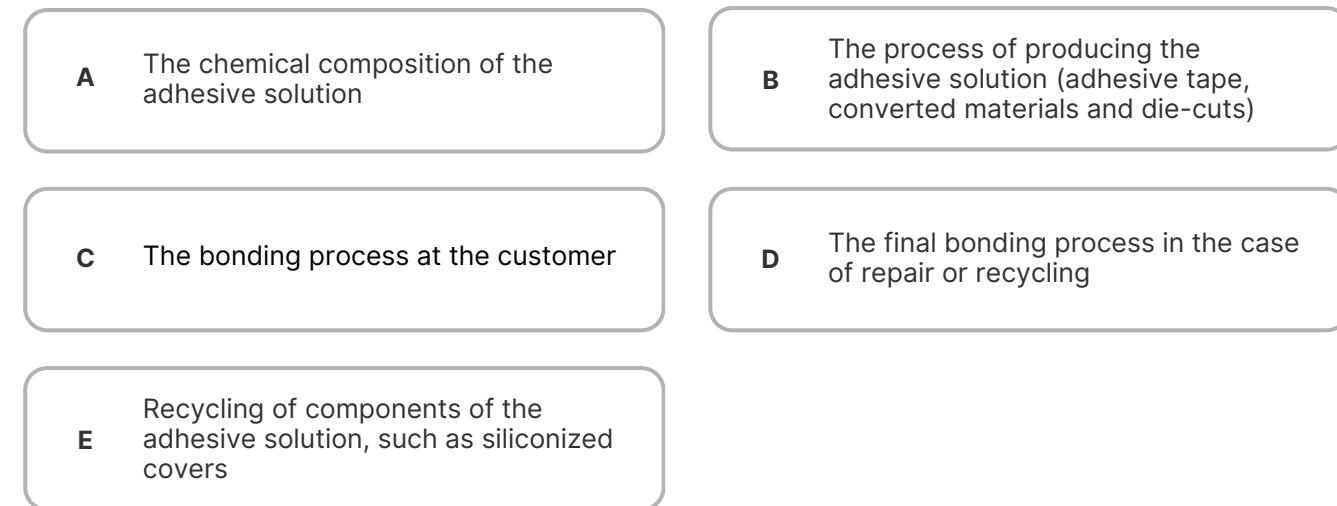 A
The chemical composition of the
adhesive solution
B
The process of producing the
adhesive solution (adhesive tape,
converted materials and die-cuts)
C
The bonding process at the customer
D
The final bonding process in the case
of repair or recycling
E
Recycling of components of the
adhesive solution, such as siliconized
covers